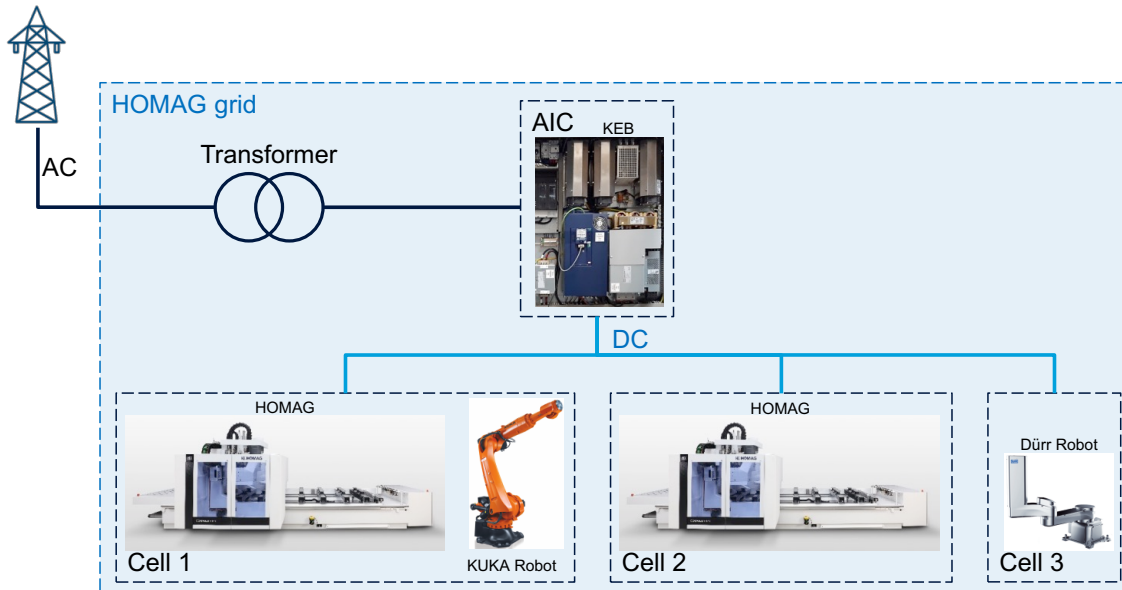 HOMAG grid
AC
Transformer
AIC
KEB
DC
HOMAG
HOMAG
Dürr Robot
Cell 1
KUKA Robot
Cell 2
Cell 3